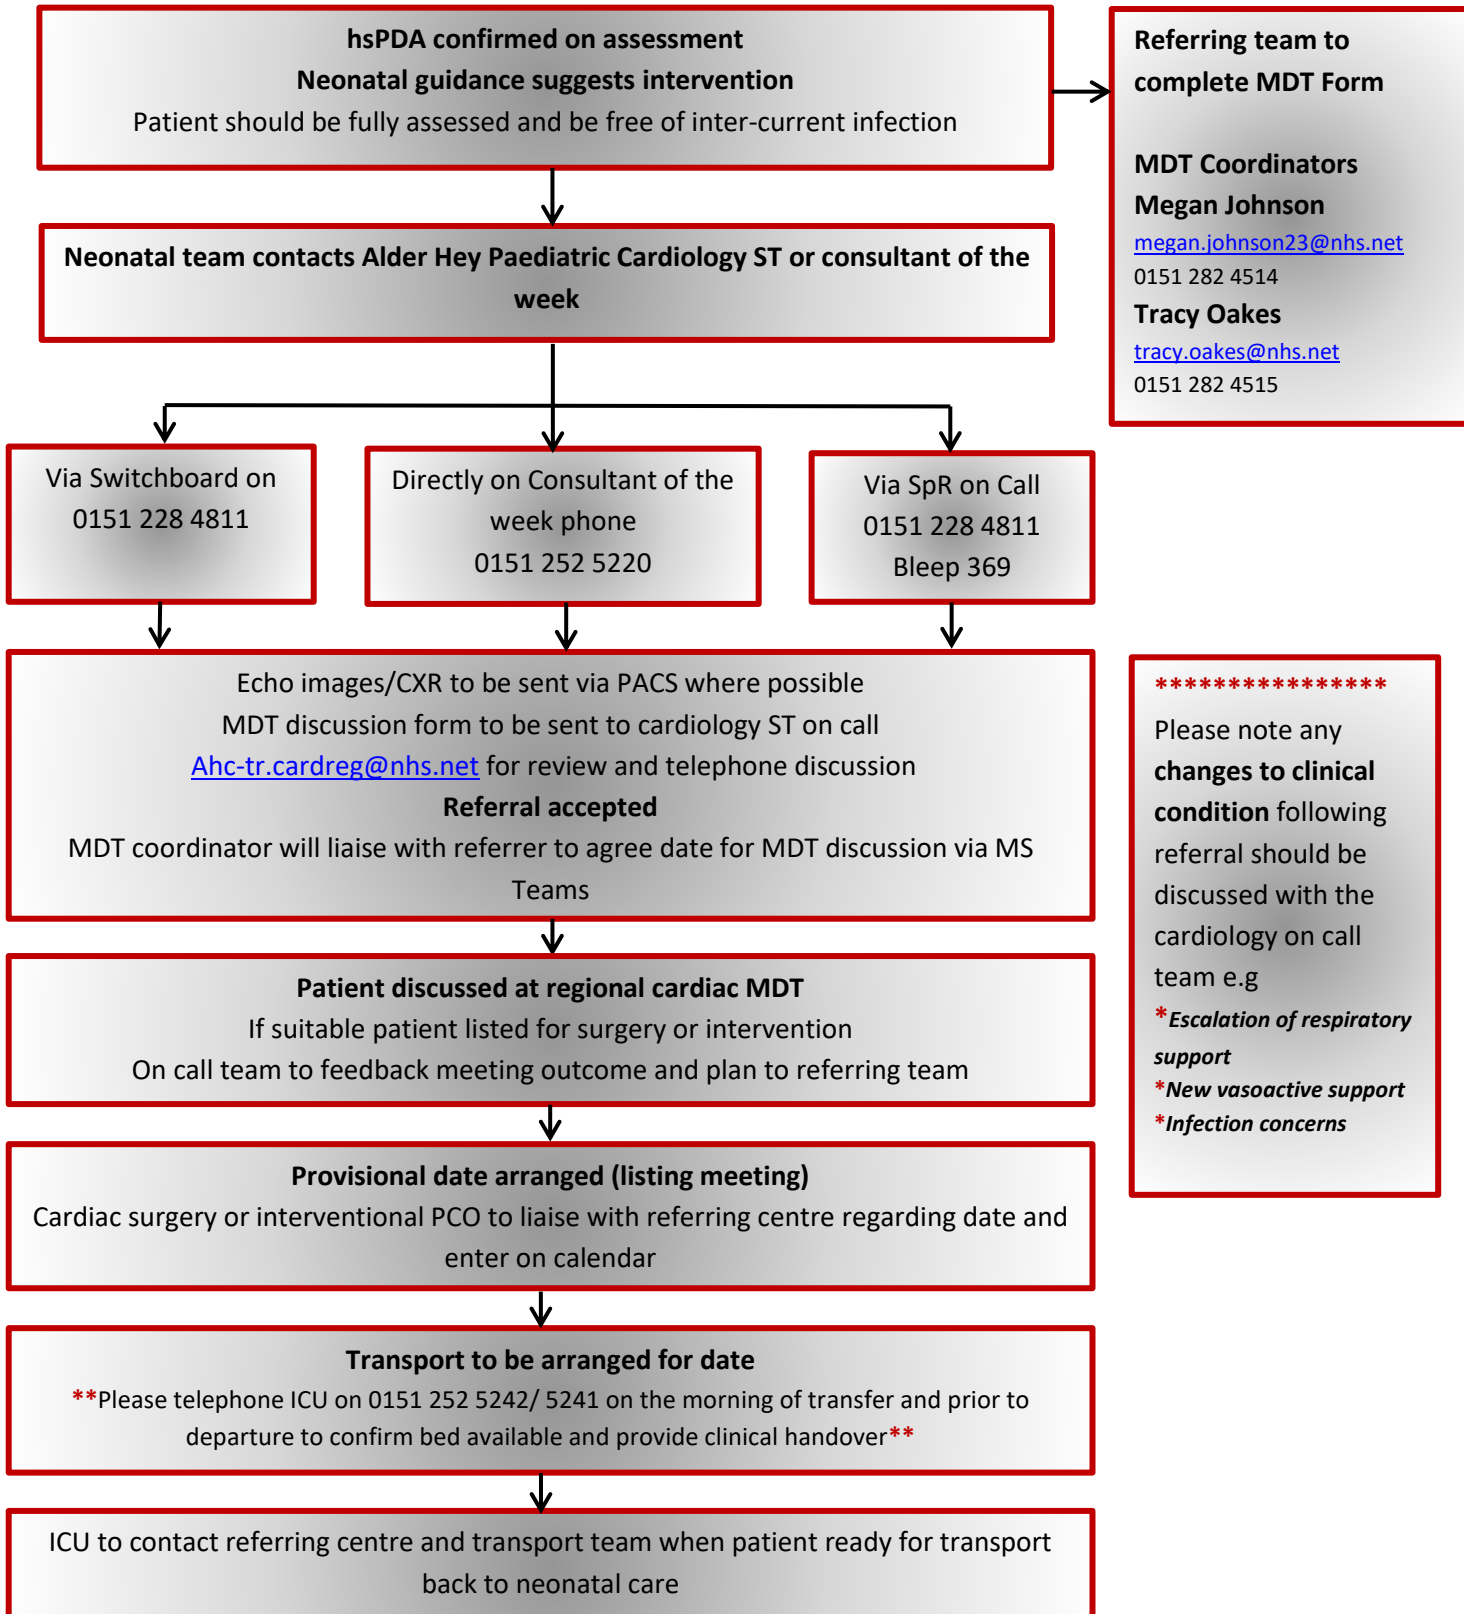 hsPDA confirmed on assessment
Neonatal guidance suggests intervention
Patient should be fully assessed and be free of inter-current infection
Referring team to
complete MDT Form
MDT Coordinators
Megan Johnson
megan.johnson23@nhs.net
0151 282 4514
Tracy Oakes
tracy.oakes@nhs.net
0151 282 4515
Neonatal team contacts Alder Hey Paediatric Cardiology ST or consultant of the
week
Via Switchboard on
0151 228 4811
Directly on Consultant of the
week phone
0151 252 5220
Via SpR on Call
0151 228 4811
Bleep 369
Echo images/CXR to be sent via PACS where possible
MDT discussion form to be sent to cardiology ST on call
Ahc-tr.cardreg@nhs.net for review and telephone discussion
Referral accepted
MDT coordinator will liaise with referrer to agree date for MDT discussion via MS
Teams
****************
Please note any
changes to clinical
condition following
referral should be
discussed with the
cardiology on call
team e.g
*Escalation of respiratory
support
*New vasoactive support
*Infection concerns
Patient discussed at regional cardiac MDT
If suitable patient listed for surgery or intervention
On call team to feedback meeting outcome and plan to referring team
Provisional date arranged (listing meeting)
Cardiac surgery or interventional PCO to liaise with referring centre regarding date and
enter on calendar
Transport to be arranged for date
**Please telephone ICU on 0151 252 5242/ 5241 on the morning of transfer and prior to
departure to confirm bed available and provide clinical handover**
ICU to contact referring centre and transport team when patient ready for transport
back to neonatal care